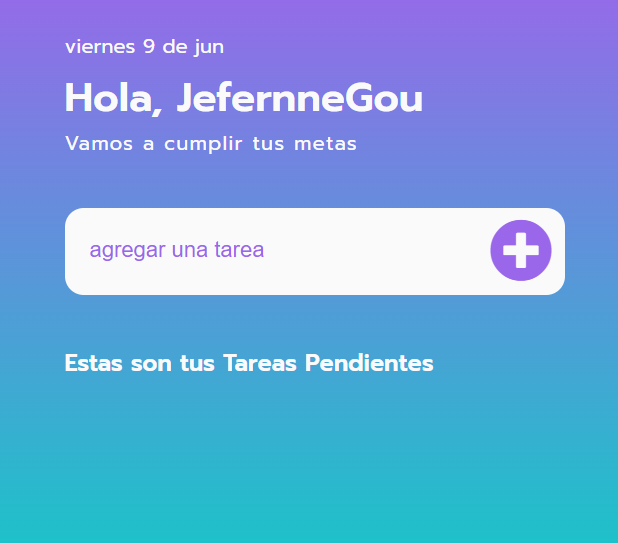 viernes 9 de jun
Hola, JefernneGou
Vamos a cumplir tus metas
agregar una tarea
Estas son tus Tareas Pendientes